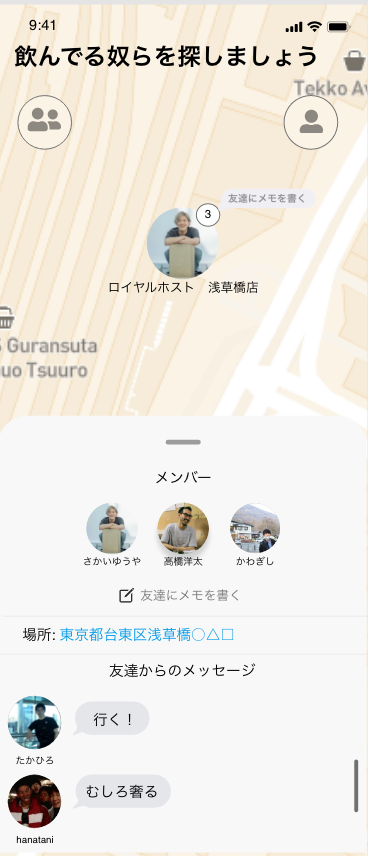 9:41
飲んでる奴らを探しましょう
Tekko Av
友達にメモを書く
3
ロイヤルホスト　浅草橋店
Guransuta
uo Tsuuro
メンバー
さかいゆうや
高橋洋太
かわぎし
友達にメモを書く
場所: 東京都台東区浅草橋○△□
友達からのメッセージ
行く！
たかひろ
むしろ奢る
hanatani